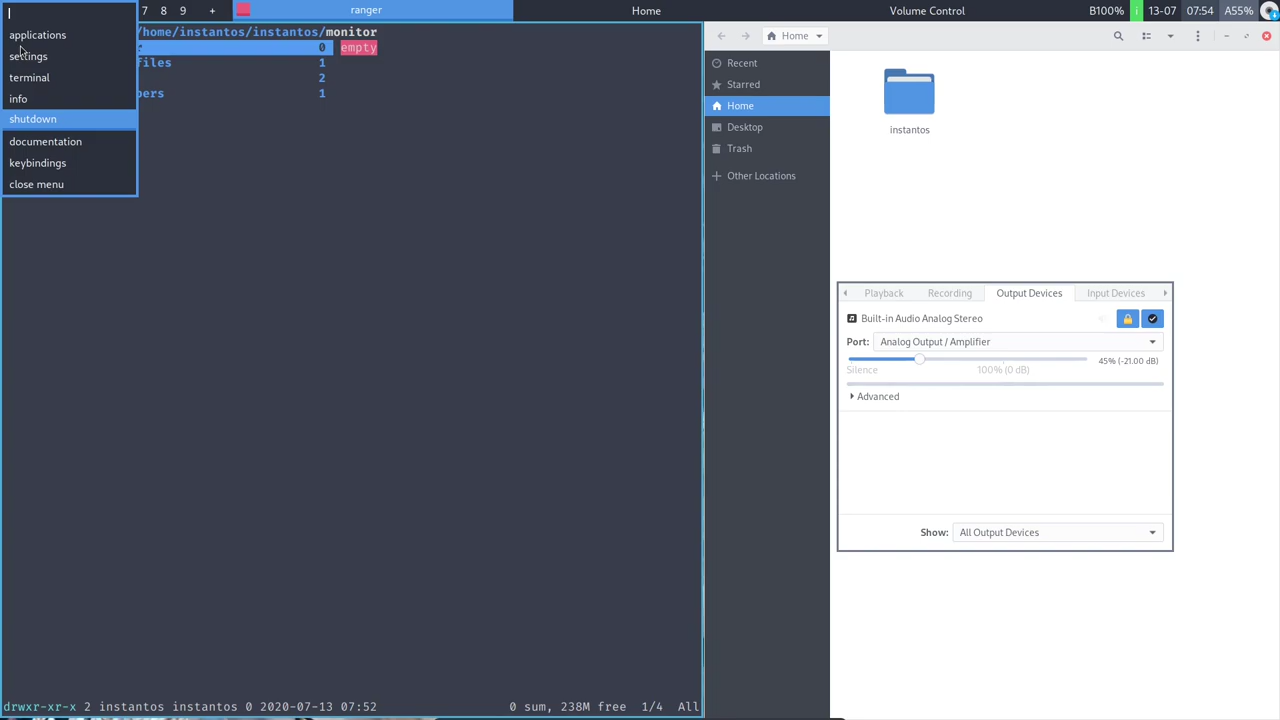 7 8 9 + ranger Home Volume Control B100% i 13-07 07:54 A55%
applications
settings
terminal
info
shutdown
documentation
keybindings
close menu
/home/instantos/instantos/monitor
0 empty
files 1
2
bers 1
drwxr-xr-x 2 instantos instantos 0 2020-07-13 07:52 0 sum, 238M free 1/4 All
Home
Recent
Starred
Home
Desktop
Trash
Other Locations
instantos
Playback Recording Output Devices Input Devices
Built-in Audio Analog Stereo
Port: Analog Output / Amplifier
45% (-21.00 dB)
Silence 100% (0 dB)
Advanced
Show: All Output Devices